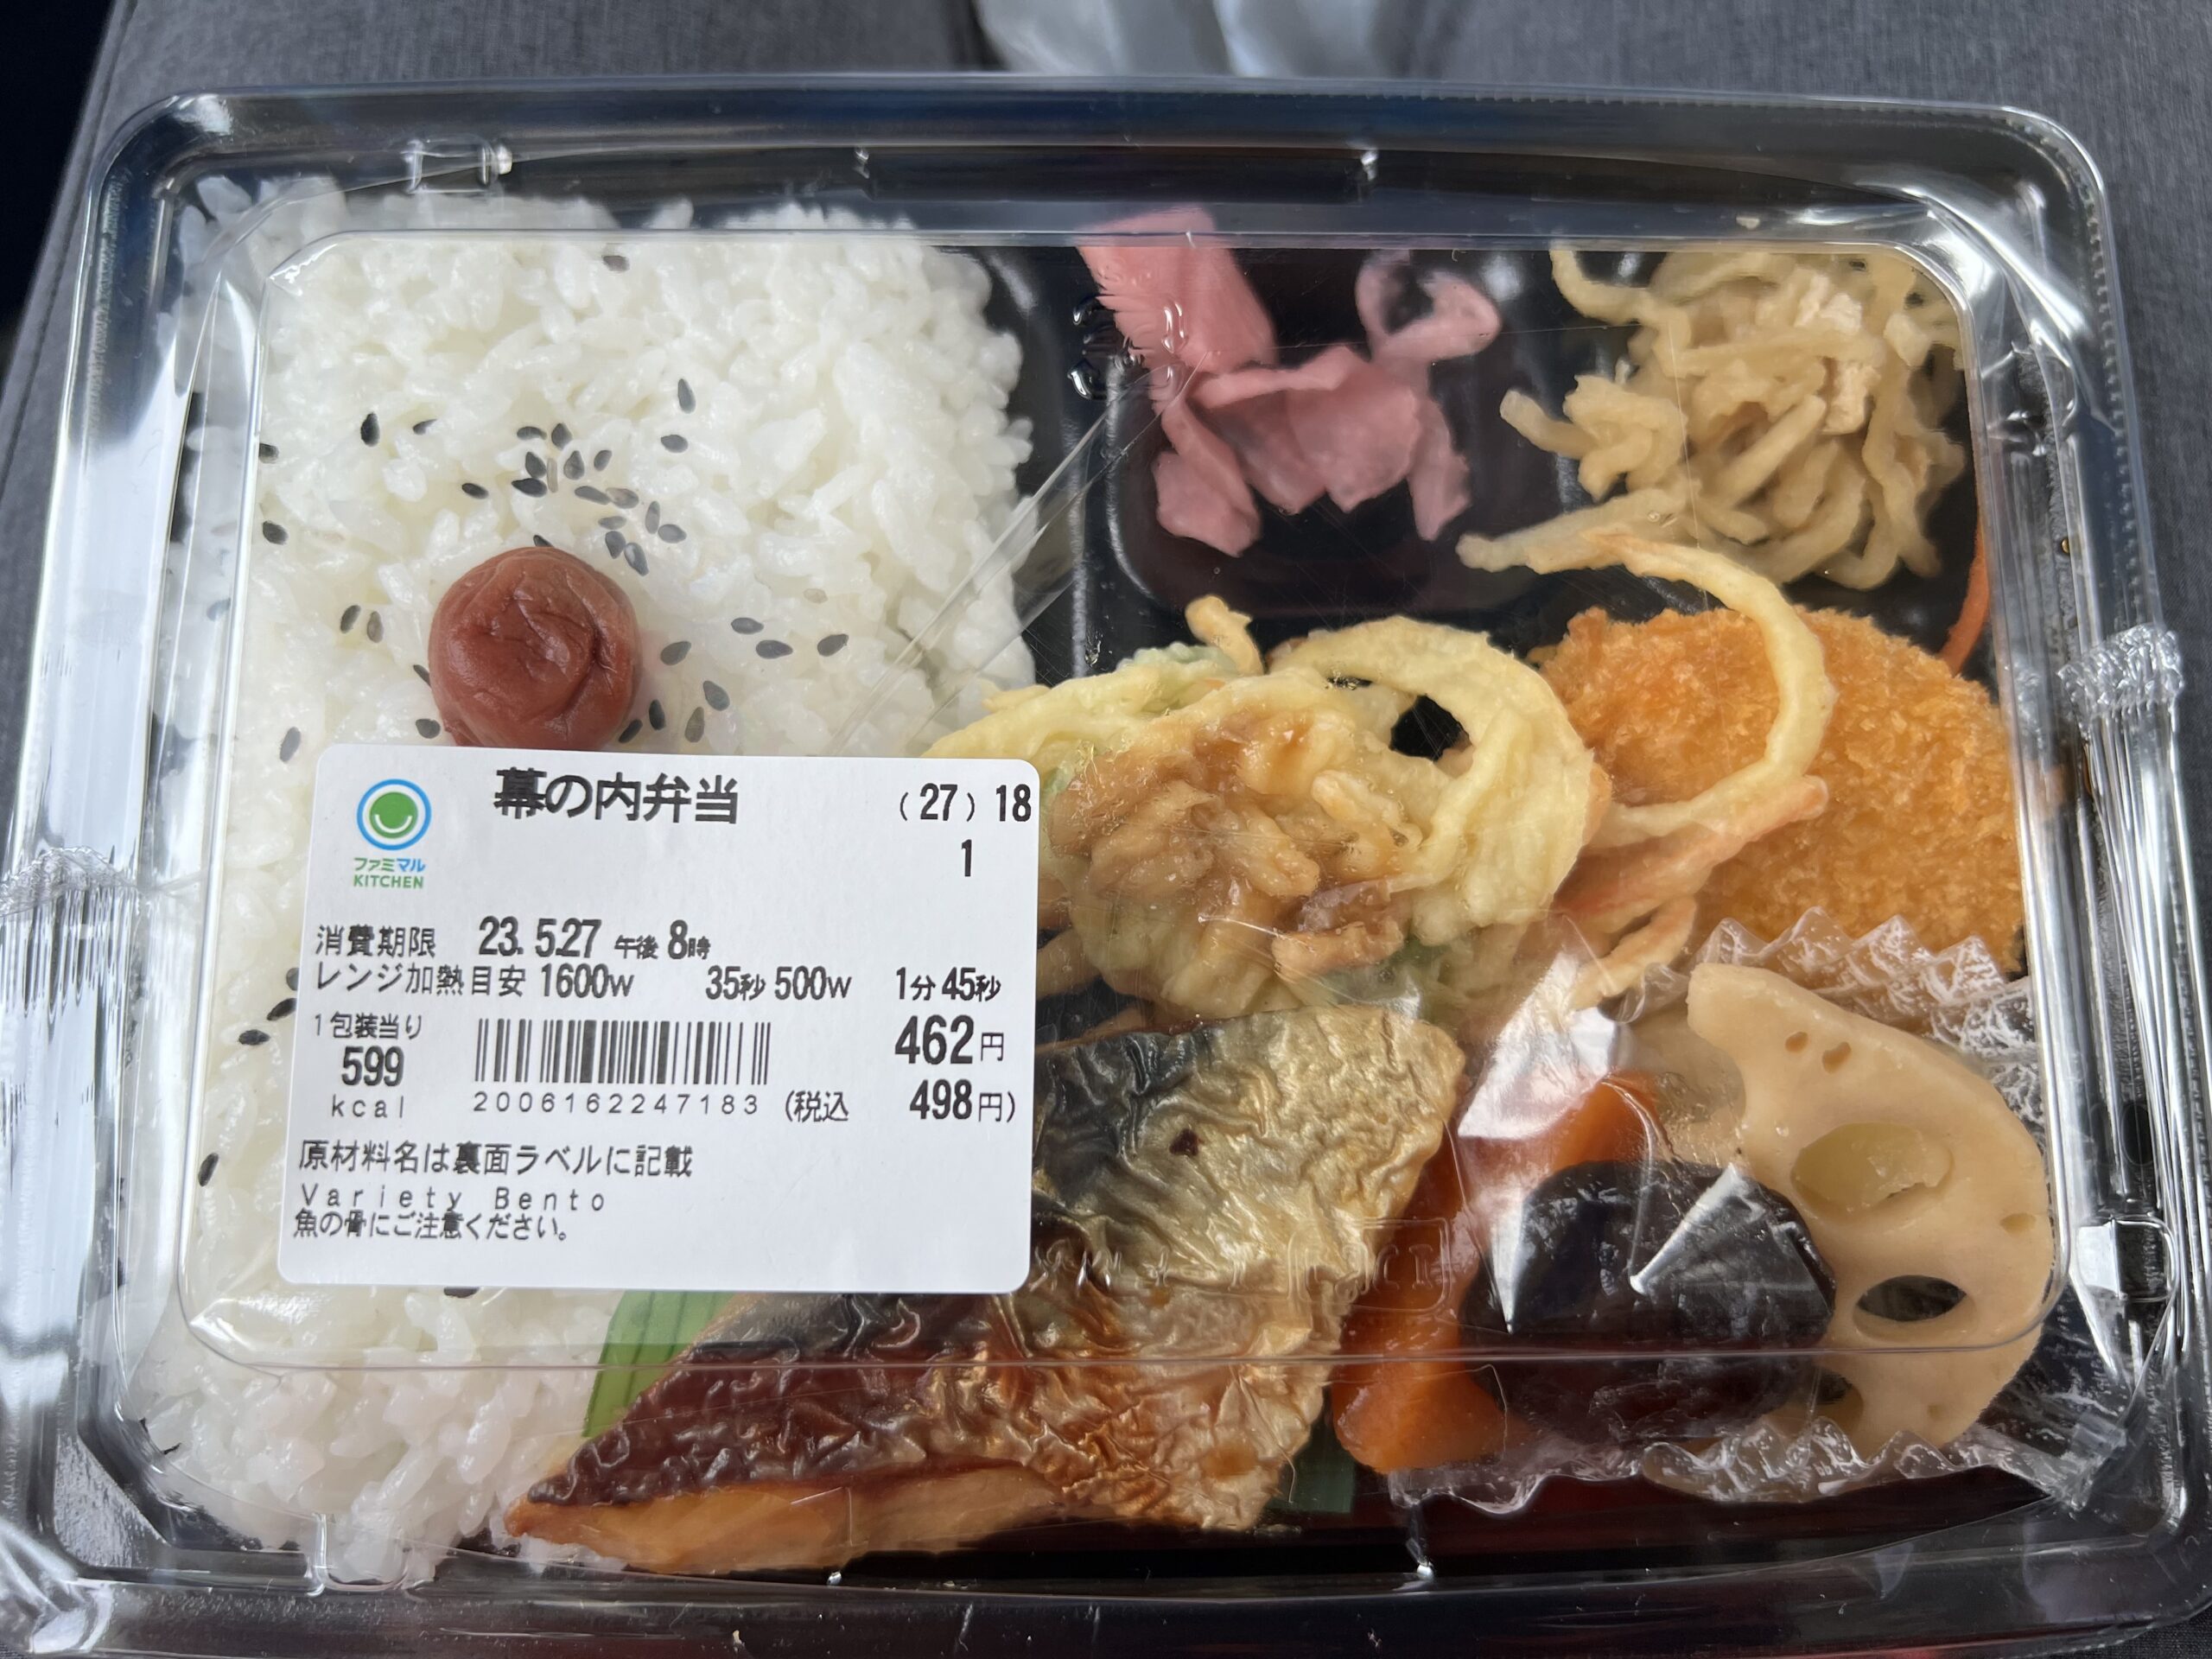 幕の内弁当 (27) 18
1
ファミマル
KITCHEN
消費期限 23. 5.27 午後 8時
レンジ加熱目安 1600w 35秒 500w 1分45秒
1包装当り
599
kcal
462円
2006162247183 (税込 498円)
原材料名は裏面ラベルに記載
Variety Bento
魚の骨にご注意ください。